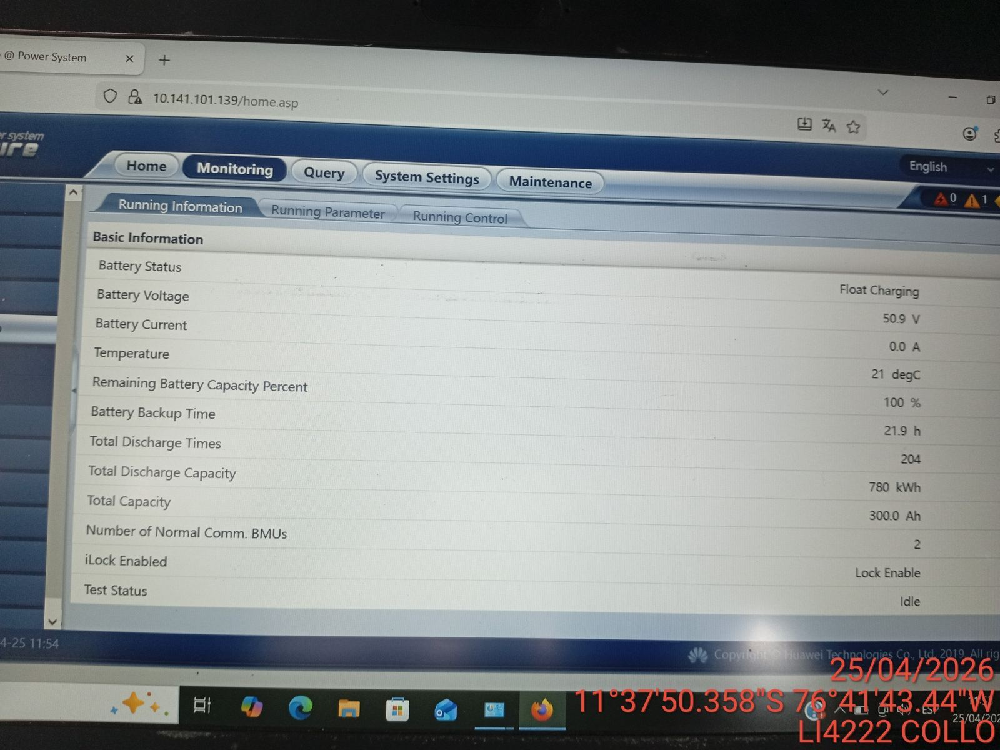 @ Power System
10.141.101.139/home.asp
system
English
Home Monitoring Query System Settings Maintenance
0 1
Running Information Running Parameter Running Control
Basic Information
Battery Status Float Charging
Battery Voltage 50.9 V
Battery Current 0.0 A
Temperature 21 degC
Remaining Battery Capacity Percent 100 %
Battery Backup Time 21.9 h
Total Discharge Times 204
Total Discharge Capacity 780 kWh
Total Capacity 300.0 Ah
Number of Normal Comm. BMUs 2
iLock Enabled Lock Enable
Test Status Idle
4-25 11:54
Copyright © Huawei Technologies Co., Ltd. 2019. All rig
25/04/2026
11°37'50.358"S 76°41'43.44"W
ESP
25/04/202
LI4222 COLLO